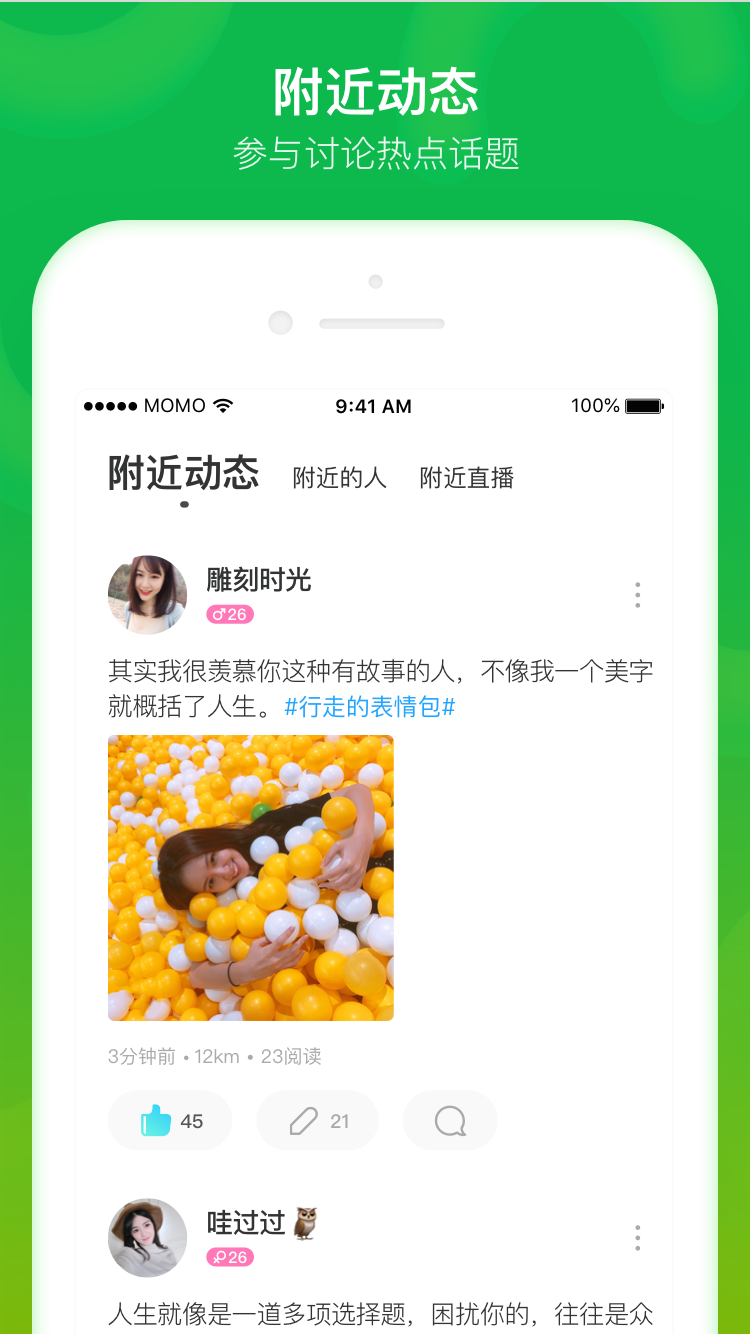 附近动态
参与讨论热点话题
MOMO 9:41 AM 100%
附近动态 附近的人 附近直播
雕刻时光
♂26
其实我很羡慕你这种有故事的人，不像我一个美字
就概括了人生。#行走的表情包#
3分钟前 • 12km • 23阅读
45 21
哇过过🦉
♀26
人生就像是一道多项选择题，困扰你的，往往是众